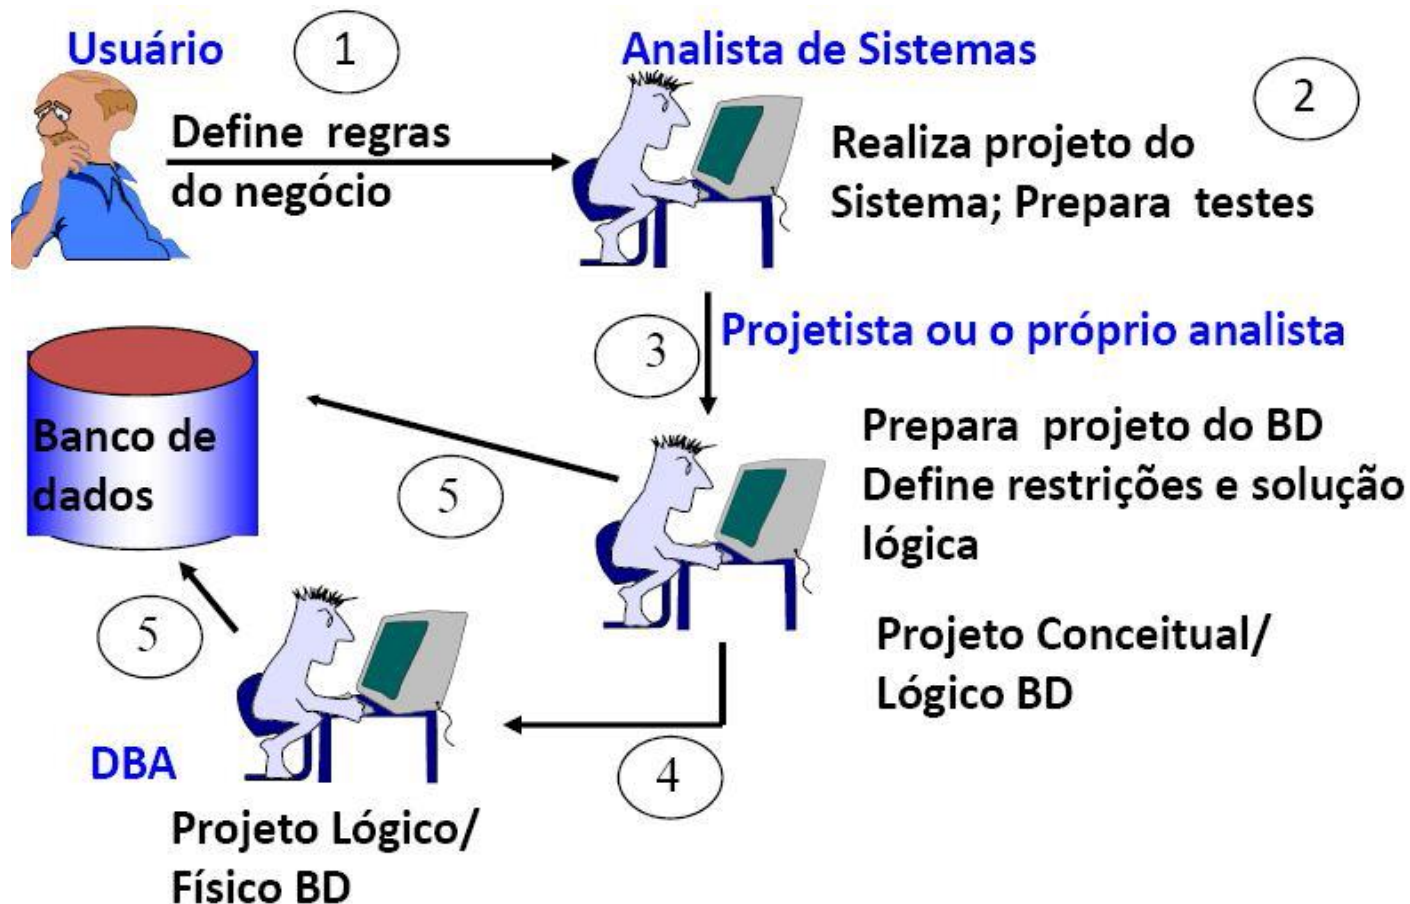 Usuário
1
Define regras
do negócio
Analista de Sistemas
2
Realiza projeto do
Sistema; Prepara testes
3
Projetista ou o próprio analista
Prepara projeto do BD
Define restrições e solução
lógica
Projeto Conceitual/
Lógico BD
Banco de
dados
5
5
4
DBA
Projeto Lógico/
Físico BD